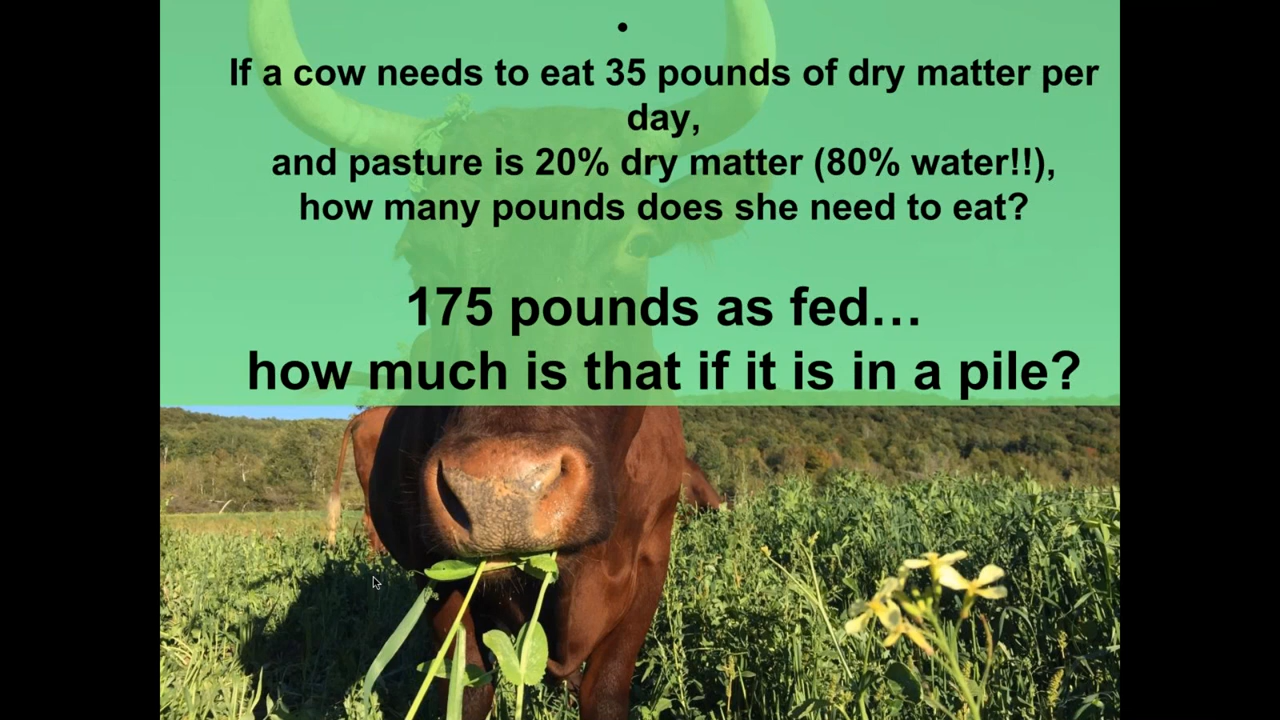 •
If a cow needs to eat 35 pounds of dry matter per
day,
and pasture is 20% dry matter (80% water!!),
how many pounds does she need to eat?
175 pounds as fed…
how much is that if it is in a pile?